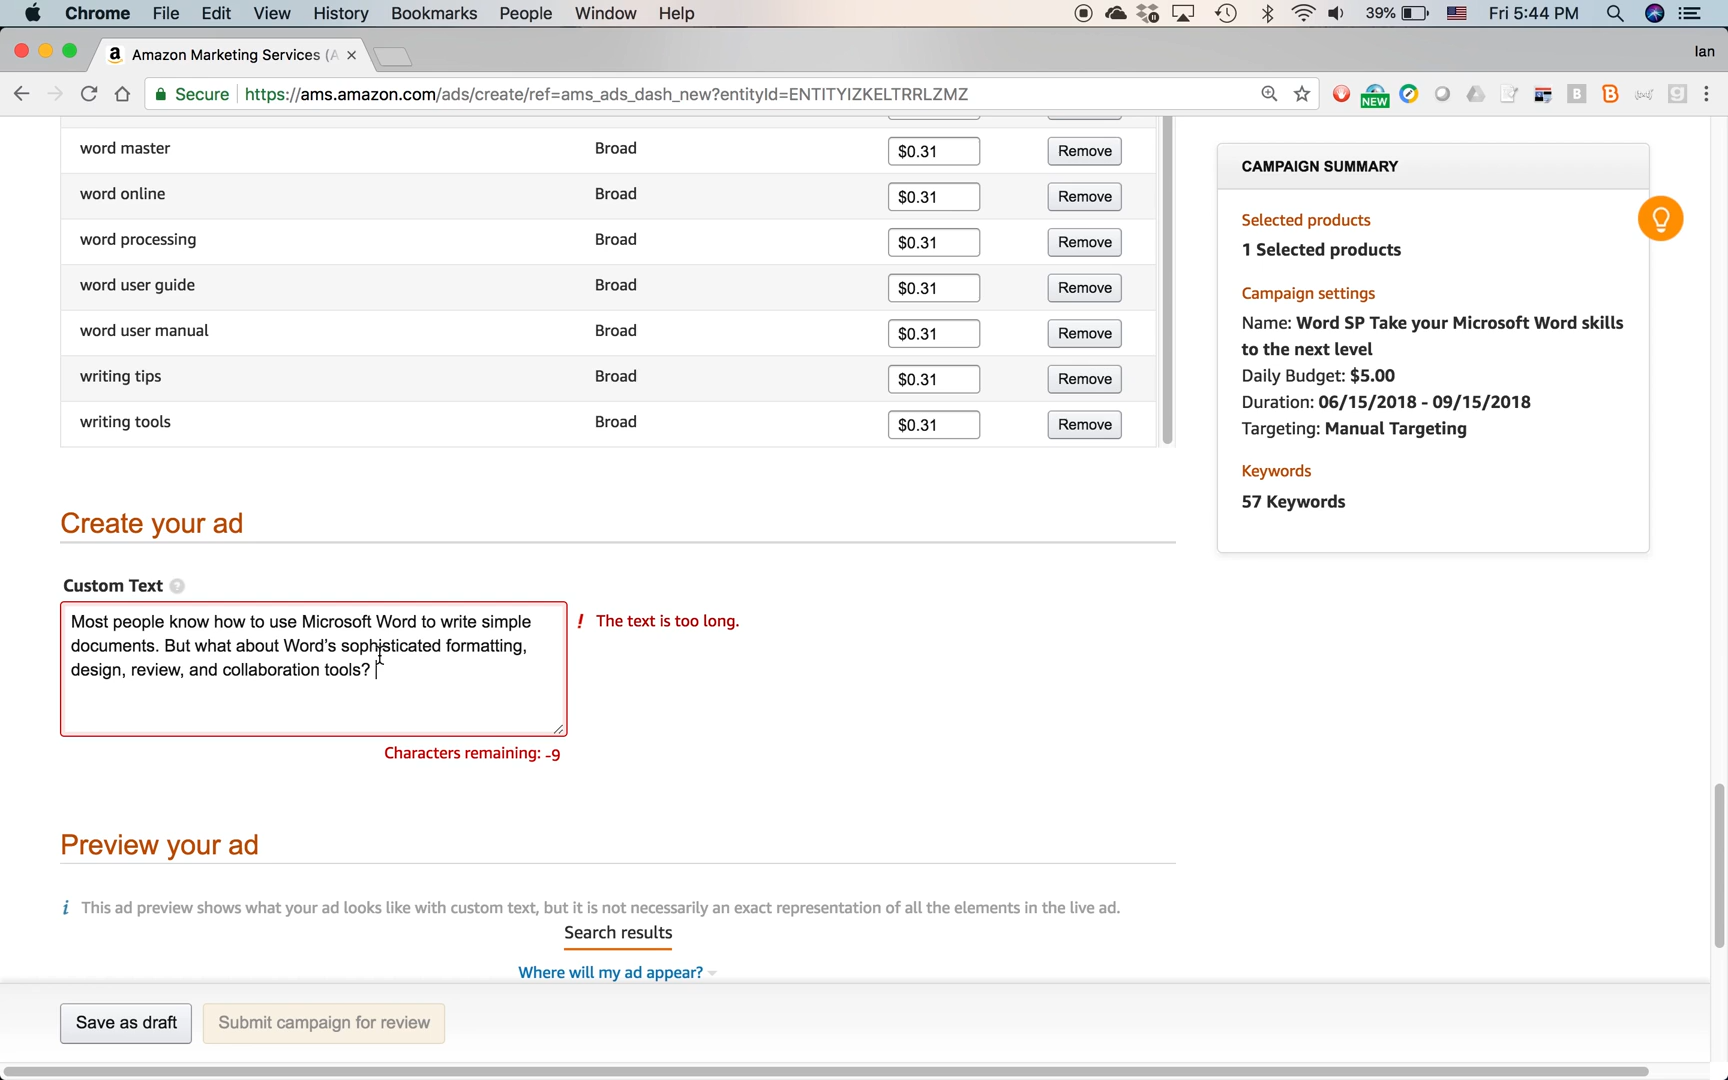 Chrome File Edit View History Bookmarks People Window Help 39% Fri 5:44 PM
a Amazon Marketing Services (A Ian
Secure https://ams.amazon.com/ads/create/ref=ams_ads_dash_new?entityId=ENTITYIZKELTRRLZMZ NEW
word master Broad $0.31 Remove
word online Broad $0.31 Remove
word processing Broad $0.31 Remove
word user guide Broad $0.31 Remove
word user manual Broad $0.31 Remove
writing tips Broad $0.31 Remove
writing tools Broad $0.31 Remove
CAMPAIGN SUMMARY
Selected products
1 Selected products
Campaign settings
Name: Word SP Take your Microsoft Word skills
to the next level
Daily Budget: $5.00
Duration: 06/15/2018 - 09/15/2018
Targeting: Manual Targeting
Keywords
57 Keywords
Create your ad
Custom Text ?
Most people know how to use Microsoft Word to write simple
documents. But what about Word’s sophisticated formatting,
design, review, and collaboration tools?
! The text is too long.
Characters remaining: -9
Preview your ad
i This ad preview shows what your ad looks like with custom text, but it is not necessarily an exact representation of all the elements in the live ad.
Search results
Where will my ad appear?
Save as draft Submit campaign for review